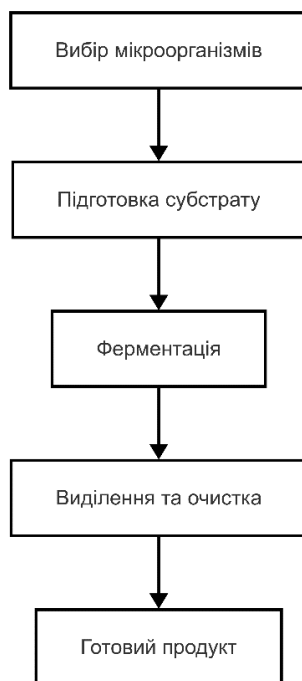 Вибір мікроорганізмів
Підготовка субстрату
Ферментація
Виділення та очистка
Готовий продукт